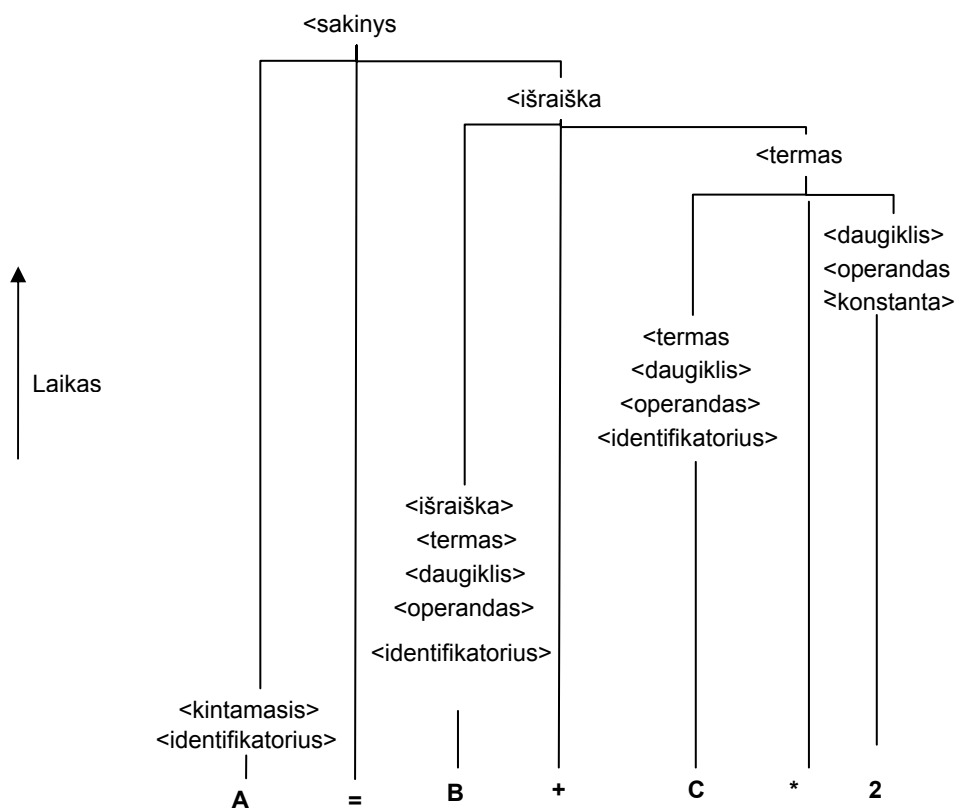 <sakinys
<išraiška
<termas
<daugiklis>
<operandas
>
<konstanta>
<termas
<daugiklis>
<operandas>
<identifikatorius>
Laikas
<išraiška>
<termas>
<daugiklis>
<operandas>
<identifikatorius>
<kintamasis>
<identifikatorius>
A = B + C * 2